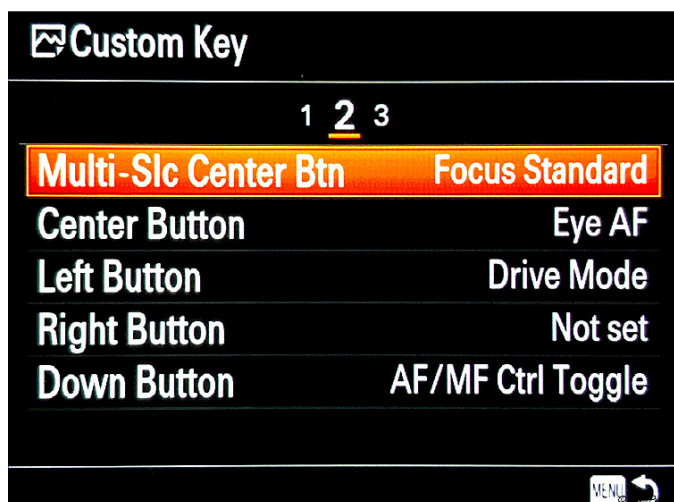 Custom Key
1 2 3
Multi-Slc Center Btn Focus Standard
Center Button Eye AF
Left Button Drive Mode
Right Button Not set
Down Button AF/MF Ctrl Toggle
MENU